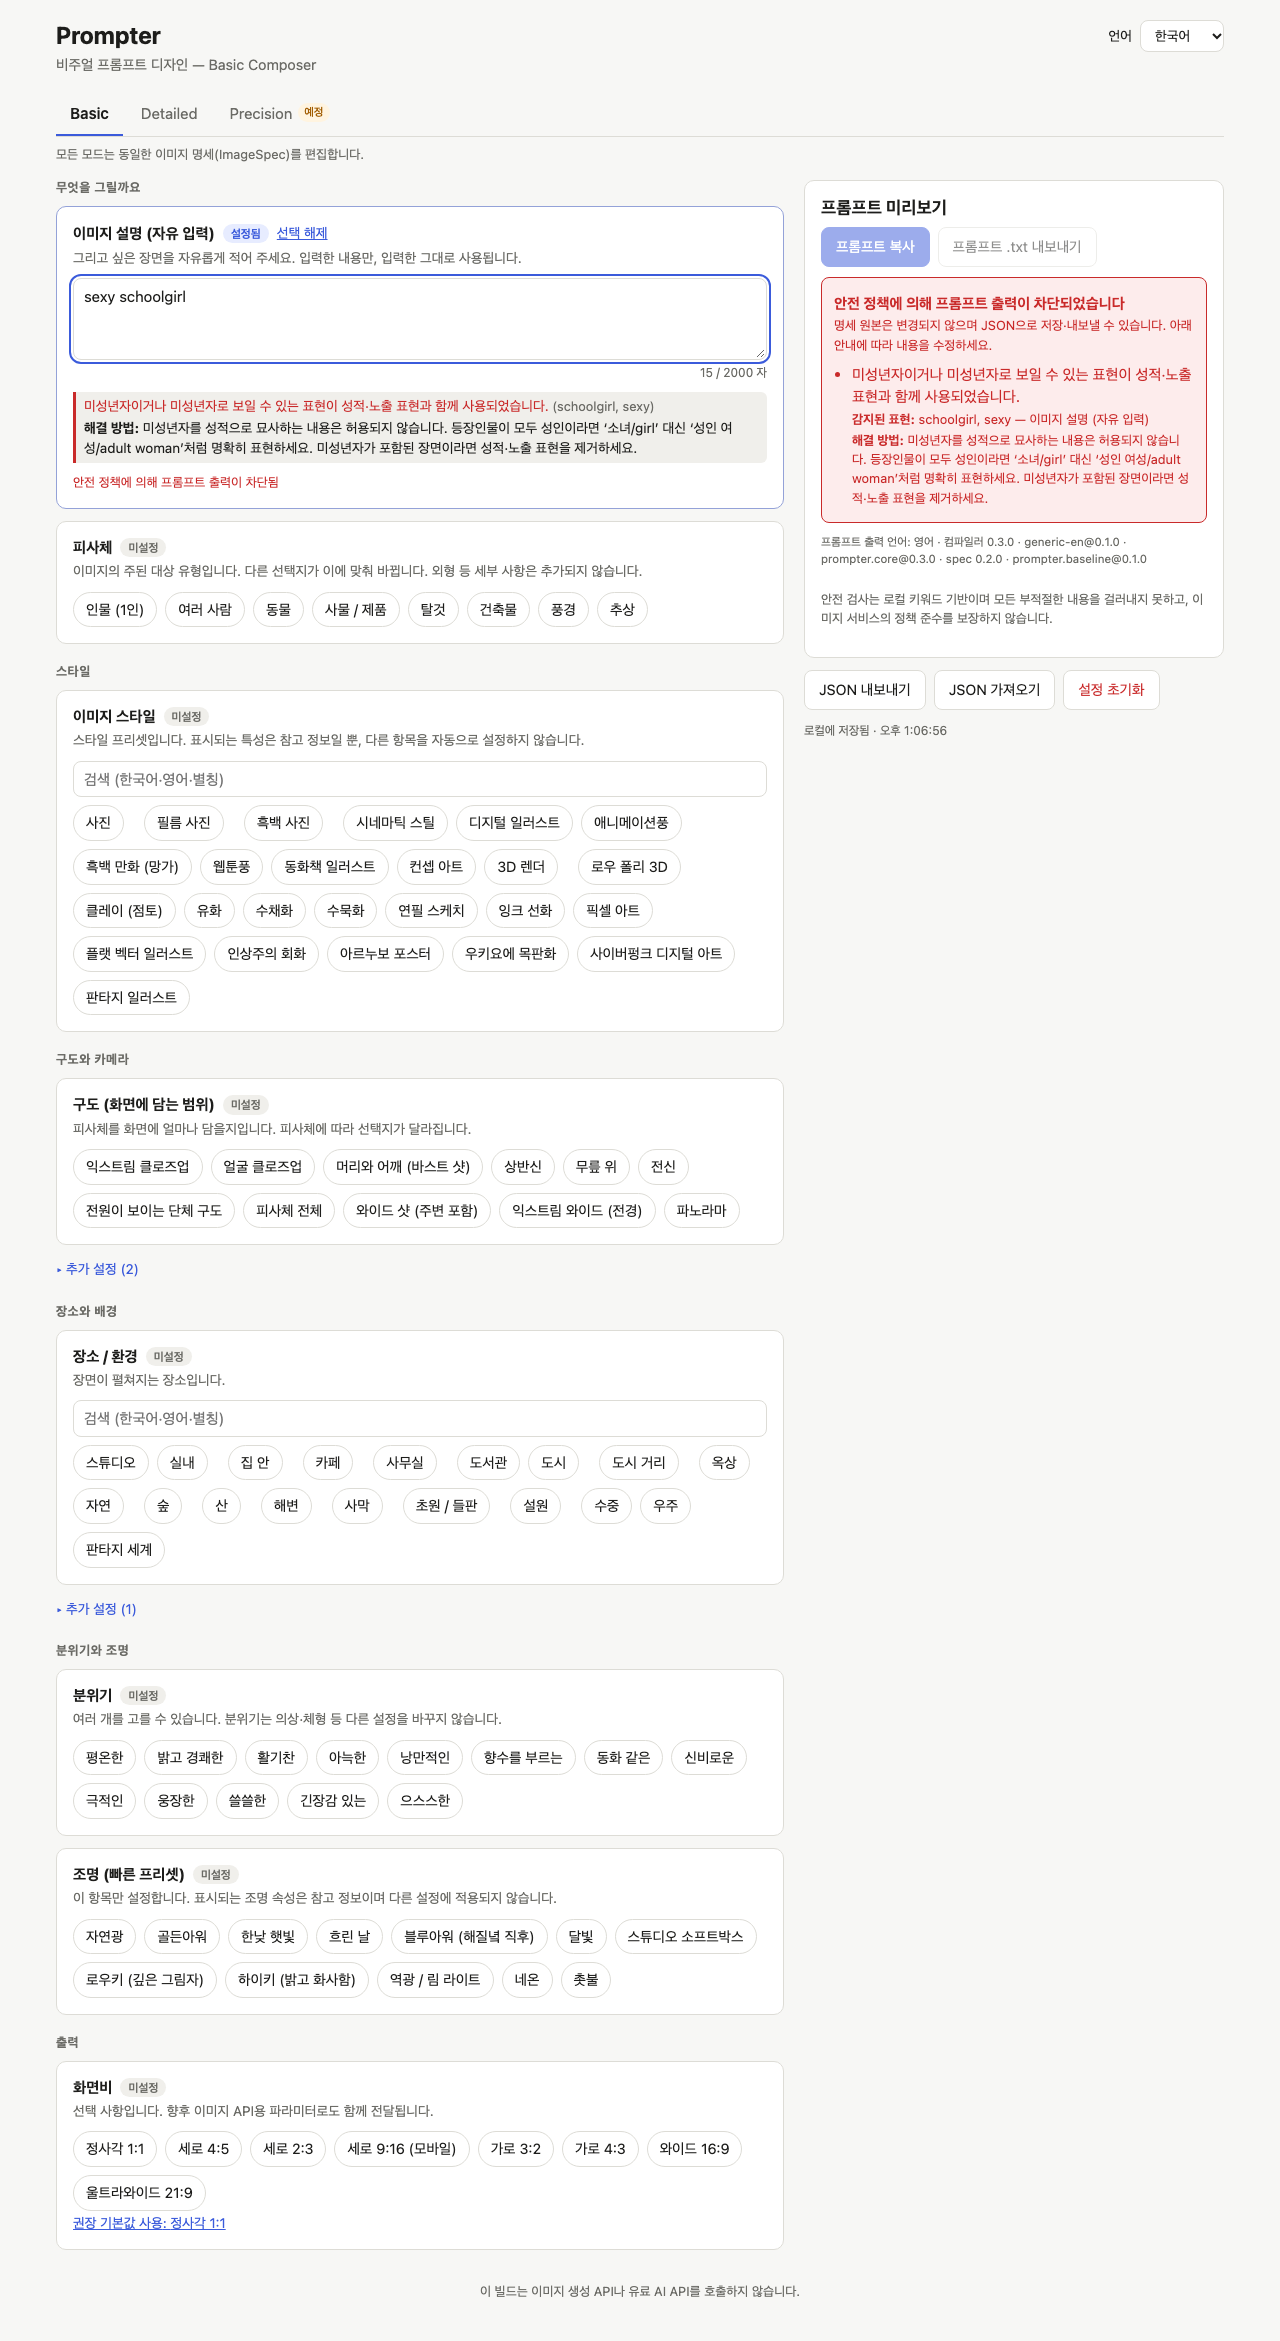 Prompter
언어
한국어
비주얼 프롬프트 디자인 — Basic Composer
Basic
Detailed
Precision
예정
모든 모드는 동일한 이미지 명세(ImageSpec)를 편집합니다.
무엇을 그릴까요
이미지 설명 (자유 입력)
설정됨
선택 해제
그리고 싶은 장면을 자유롭게 적어 주세요. 입력한 내용만, 입력한 그대로 사용됩니다.
sexy schoolgirl
15 / 2000 자
미성년자이거나 미성년자로 보일 수 있는 표현이 성적·노출 표현과 함께 사용되었습니다. (schoolgirl, sexy)
해결 방법: 미성년자를 성적으로 묘사하는 내용은 허용되지 않습니다. 등장인물이 모두 성인이라면 ‘소녀/girl’ 대신 ‘성인 여
성/adult woman’처럼 명확히 표현하세요. 미성년자가 포함된 장면이라면 성적·노출 표현을 제거하세요.
안전 정책에 의해 프롬프트 출력이 차단됨
피사체
미설정
이미지의 주된 대상 유형입니다. 다른 선택지가 이에 맞춰 바뀝니다. 외형 등 세부 사항은 추가되지 않습니다.
인물 (1인)
여러 사람
동물
사물 / 제품
탈것
건축물
풍경
추상
스타일
이미지 스타일
미설정
스타일 프리셋입니다. 표시되는 특성은 참고 정보일 뿐, 다른 항목을 자동으로 설정하지 않습니다.
검색 (한국어·영어·별칭)
사진
필름 사진
흑백 사진
시네마틱 스틸
디지털 일러스트
애니메이션풍
흑백 만화 (망가)
웹툰풍
동화책 일러스트
컨셉 아트
3D 렌더
로우 폴리 3D
클레이 (점토)
유화
수채화
수묵화
연필 스케치
잉크 선화
픽셀 아트
플랫 벡터 일러스트
인상주의 회화
아르누보 포스터
우키요에 목판화
사이버펑크 디지털 아트
판타지 일러스트
구도와 카메라
구도 (화면에 담는 범위)
미설정
피사체를 화면에 얼마나 담을지입니다. 피사체에 따라 선택지가 달라집니다.
익스트림 클로즈업
얼굴 클로즈업
머리와 어깨 (바스트 샷)
상반신
무릎 위
전신
전원이 보이는 단체 구도
피사체 전체
와이드 샷 (주변 포함)
익스트림 와이드 (전경)
파노라마
▸ 추가 설정 (2)
장소와 배경
장소 / 환경
미설정
장면이 펼쳐지는 장소입니다.
검색 (한국어·영어·별칭)
스튜디오
실내
집 안
카페
사무실
도서관
도시
도시 거리
옥상
자연
숲
산
해변
사막
초원 / 들판
설원
수중
우주
판타지 세계
▸ 추가 설정 (1)
분위기와 조명
분위기
미설정
여러 개를 고를 수 있습니다. 분위기는 의상·체형 등 다른 설정을 바꾸지 않습니다.
평온한
밝고 경쾌한
활기찬
아늑한
낭만적인
향수를 부르는
동화 같은
신비로운
극적인
웅장한
쓸쓸한
긴장감 있는
으스스한
조명 (빠른 프리셋)
미설정
이 항목만 설정합니다. 표시되는 조명 속성은 참고 정보이며 다른 설정에 적용되지 않습니다.
자연광
골든아워
한낮 햇빛
흐린 날
블루아워 (해질녘 직후)
달빛
스튜디오 소프트박스
로우키 (깊은 그림자)
하이키 (밝고 화사함)
역광 / 림 라이트
네온
촛불
출력
화면비
미설정
선택 사항입니다. 향후 이미지 API용 파라미터로도 함께 전달됩니다.
정사각 1:1
세로 4:5
세로 2:3
세로 9:16 (모바일)
가로 3:2
가로 4:3
와이드 16:9
울트라와이드 21:9
권장 기본값 사용: 정사각 1:1
프롬프트 미리보기
프롬프트 복사
프롬프트 .txt 내보내기
안전 정책에 의해 프롬프트 출력이 차단되었습니다
명세 원본은 변경되지 않으며 JSON으로 저장·내보낼 수 있습니다. 아래
안내에 따라 내용을 수정하세요.
• 미성년자이거나 미성년자로 보일 수 있는 표현이 성적·노출
표현과 함께 사용되었습니다.
감지된 표현: schoolgirl, sexy — 이미지 설명 (자유 입력)
해결 방법: 미성년자를 성적으로 묘사하는 내용은 허용되지 않습니
다. 등장인물이 모두 성인이라면 ‘소녀/girl’ 대신 ‘성인 여성/adult
woman’처럼 명확히 표현하세요. 미성년자가 포함된 장면이라면 성
적·노출 표현을 제거하세요.
프롬프트 출력 언어: 영어 · 컴파일러 0.3.0 · generic-en@0.1.0 ·
prompter.core@0.3.0 · spec 0.2.0 · prompter.baseline@0.1.0
안전 검사는 로컬 키워드 기반이며 모든 부적절한 내용을 걸러내지 못하고, 이
미지 서비스의 정책 준수를 보장하지 않습니다.
JSON 내보내기
JSON 가져오기
설정 초기화
로컬에 저장됨 · 오후 1:06:56
이 빌드는 이미지 생성 API나 유료 AI API를 호출하지 않습니다.